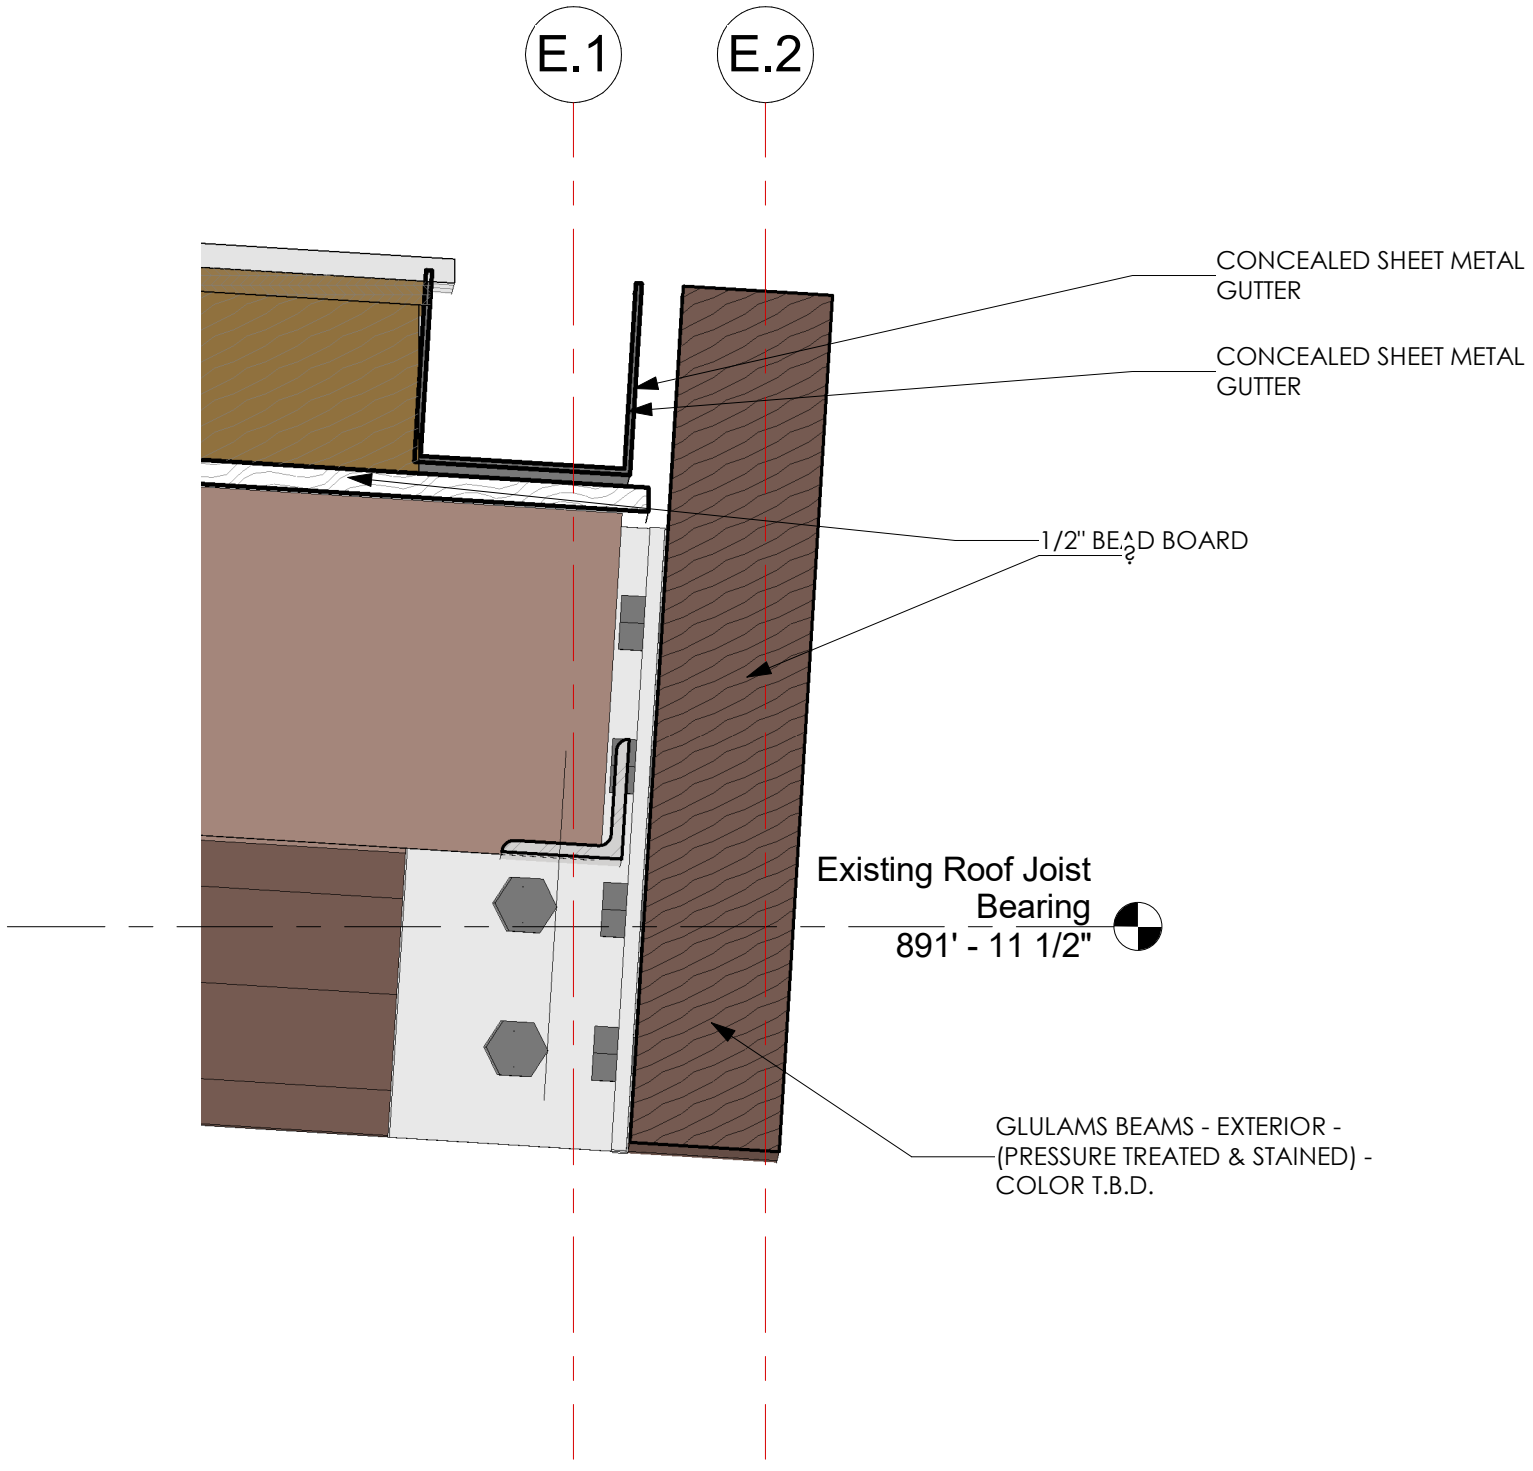 E.1
E.2
CONCEALED SHEET METAL
GUTTER
CONCEALED SHEET METAL
GUTTER
1/2" BEAD BOARD
?
Existing Roof Joist
Bearing
891' - 11 1/2"
GLULAMS BEAMS - EXTERIOR -
(PRESSURE TREATED & STAINED) -
COLOR T.B.D.